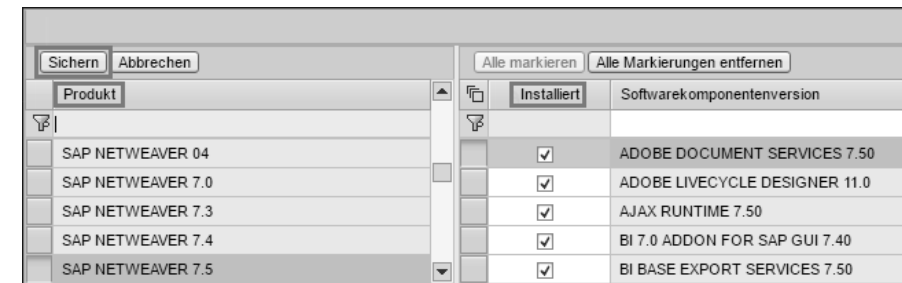 Sichern Abbrechen
Alle markieren Alle Markierungen entfernen
Produkt
Installiert Softwarekomponentenversion
SAP NETWEAVER 04
ADOBE DOCUMENT SERVICES 7.50
SAP NETWEAVER 7.0
ADOBE LIVECYCLE DESIGNER 11.0
SAP NETWEAVER 7.3
AJAX RUNTIME 7.50
SAP NETWEAVER 7.4
BI 7.0 ADDON FOR SAP GUI 7.40
SAP NETWEAVER 7.5
BI BASE EXPORT SERVICES 7.50